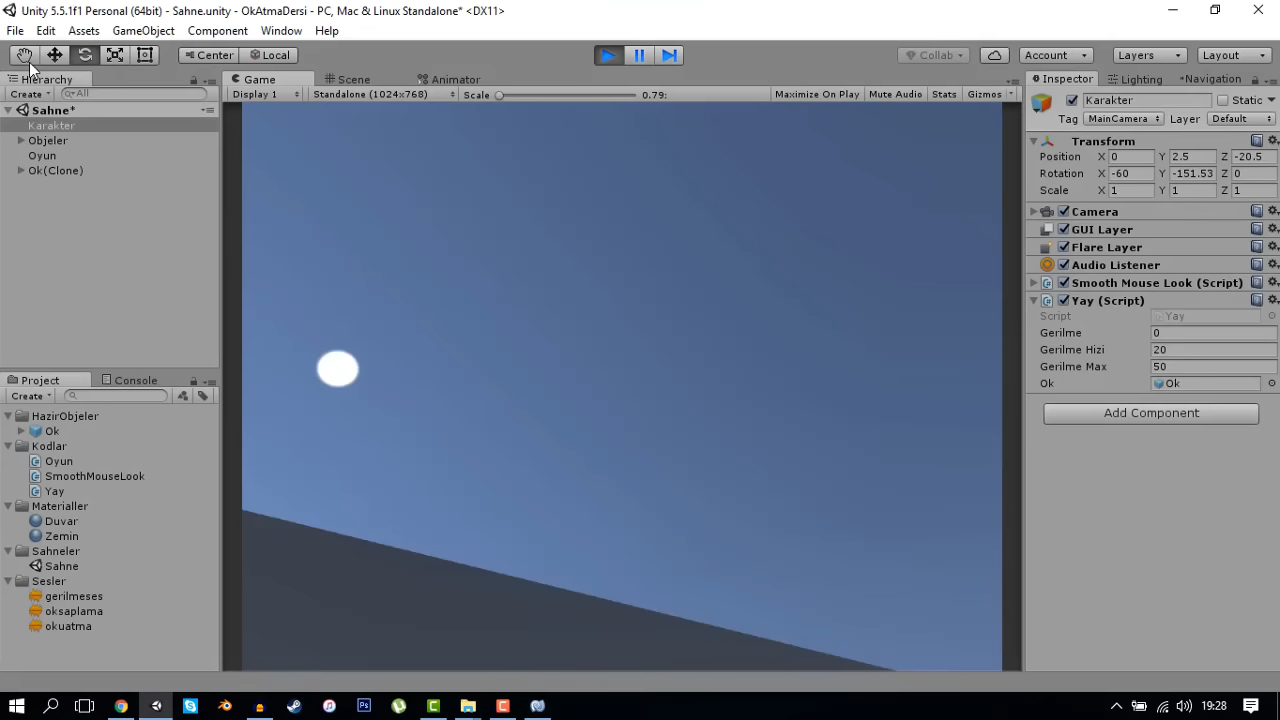 Unity 5.5.1f1 Personal (64bit) - Sahne.unity - OkAtmaDersi - PC, Mac & Linux Standalone* <DX11>
File Edit Assets GameObject Component Window Help
Center Local Collab Account Layers Layout
Hierarchy Game Scene Animator Inspector Lighting Navigation
Create All Display 1 Standalone (1024x768) Scale 0.79: Maximize On Play Mute Audio Stats Gizmos Karakter Static
Sahne* Tag MainCamera Layer Default
Karakter
Objeler
Oyun
Ok(Clone)
Transform
Position X 0 Y 2.5 Z -20.5
Rotation X -60 Y -151.53 Z 0
Scale X 1 Y 1 Z 1
Camera
GUI Layer
Flare Layer
Audio Listener
Smooth Mouse Look (Script)
Yay (Script)
Script Yay
Gerilme 0
Gerilme Hizi 20
Gerilme Max 50
Ok Ok
Add Component
Project Console
Create
HazirObjeler
Ok
Kodlar
Oyun
SmoothMouseLook
Yay
Materialler
Duvar
Zemin
Sahneler
Sahne
Sesler
gerilmeses
oksaplama
okuatma
19:28